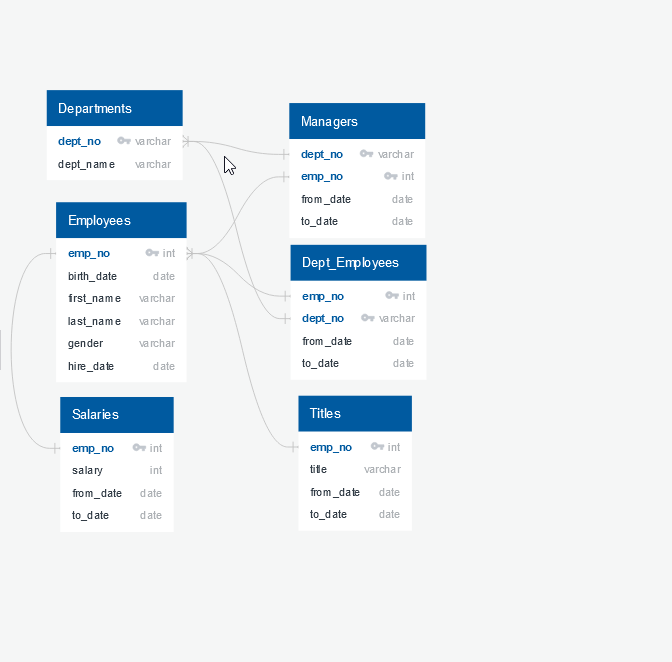 Departments
dept_no varchar
dept_name varchar
Employees
emp_no int
birth_date date
first_name varchar
last_name varchar
gender varchar
hire_date date
Salaries
emp_no int
salary int
from_date date
to_date date
Managers
dept_no varchar
emp_no int
from_date date
to_date date
Dept_Employees
emp_no int
dept_no varchar
from_date date
to_date date
Titles
emp_no int
title varchar
from_date date
to_date date